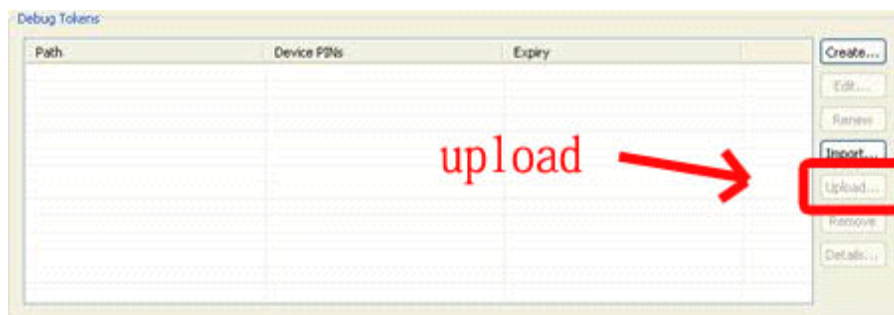 Debug Tokens
Path Device PINs Expiry
Create...
Edit...
Renew
Import...
upload
Upload...
Remove
Details...